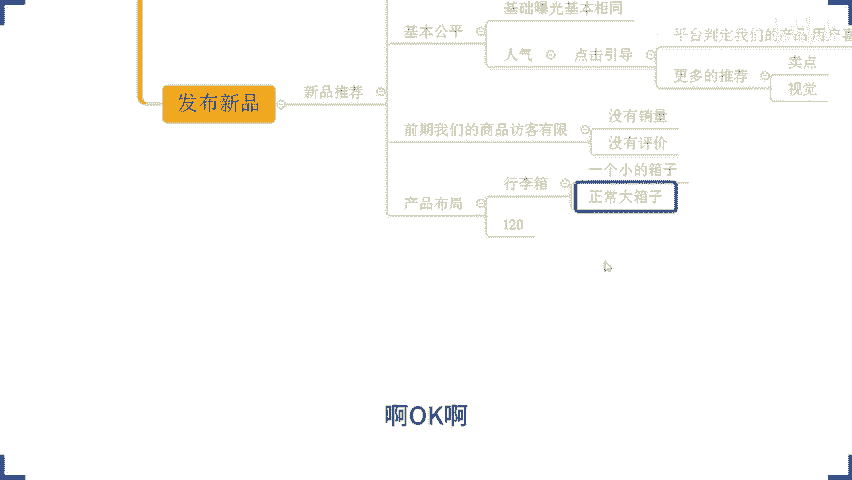 基础曝光基本相同
基本公平
平台判定我们的产品用户喜
人气
点击引导
卖点
更多的推荐
视觉
发布新品
新品推荐
没有销量
前期我们的商品访客有限
没有评价
一个小的箱子
行李箱
正常大箱子
产品布局
120
啊OK啊